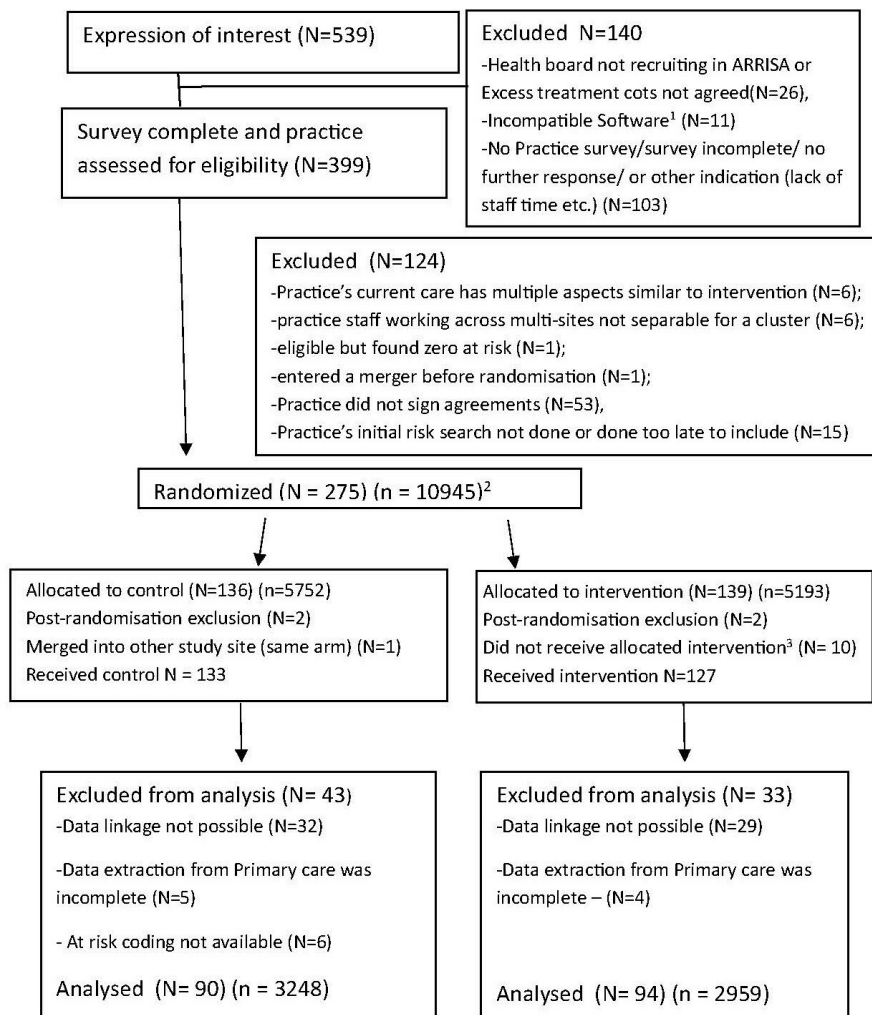 Expression of interest (N=539)
Excluded  N=140
-Health board not recruiting in ARRISA or
Excess treatment cots not agreed(N=26),
-Incompatible Software¹ (N=11)
-No Practice survey/survey incomplete/ no
further response/ or other indication (lack of
staff time etc.) (N=103)
Survey complete and practice
assessed for eligibility (N=399)
Excluded  (N=124)
-Practice's current care has multiple aspects similar to intervention (N=6);
-practice staff working across multi-sites not separable for a cluster (N=6);
-eligible but found zero at risk (N=1);
-entered a merger before randomisation (N=1);
-Practice did not sign agreements (N=53),
-Practice's initial risk search not done or done too late to include (N=15)
Randomized (N = 275) (n = 10945)²
Allocated to control (N=136) (n=5752)
Post-randomisation exclusion (N=2)
Merged into other study site (same arm) (N=1)
Received control N = 133
Allocated to intervention (N=139) (n=5193)
Post-randomisation exclusion (N=2)
Did not receive allocated intervention³ (N= 10)
Received intervention N=127
Excluded from analysis (N= 43)
-Data linkage not possible (N=32)
-Data extraction from Primary care was
incomplete (N=5)
- At risk coding not available (N=6)
Analysed  (N= 90) (n = 3248)
Excluded from analysis (N= 33)
-Data linkage not possible (N=29)
-Data extraction from Primary care was
incomplete – (N=4)
Analysed  (N= 94) (n = 2959)